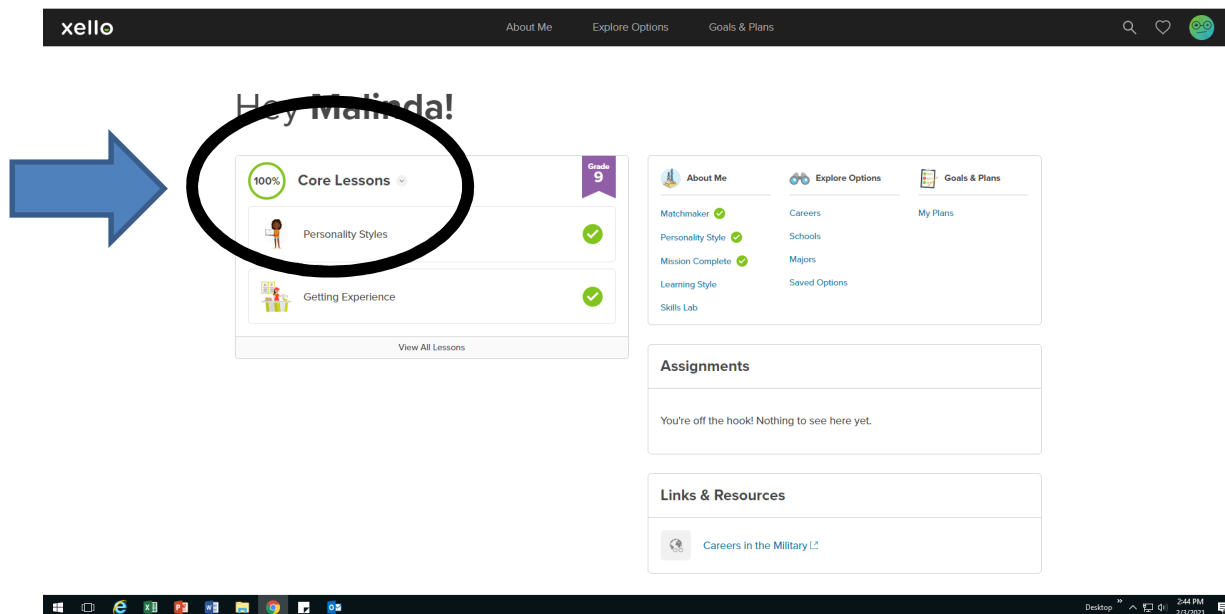 xello
About Me Explore Options Goals & Plans
Hey Malinda!
100% Core Lessons
Grade
9
Personality Styles
Getting Experience
View All Lessons
About Me Explore Options Goals & Plans
Matchmaker Careers My Plans
Personality Style Schools
Mission Complete Majors
Learning Style Saved Options
Skills Lab
Assignments
You're off the hook! Nothing to see here yet.
Links & Resources
Careers in the Military
Desktop
2:44 PM
2/3/2021